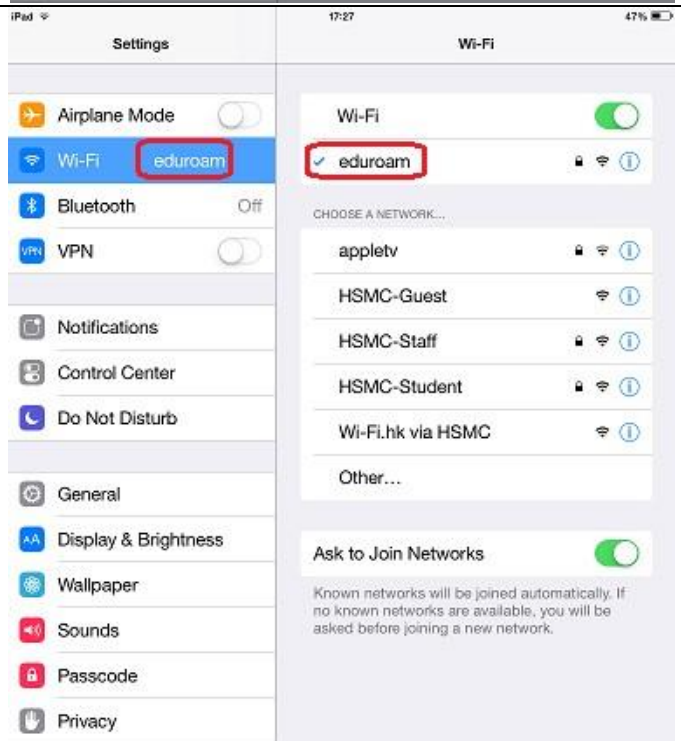 iPad 17:27 47%
Settings
Wi-Fi
Airplane Mode
Wi-Fi eduroam
Bluetooth Off
VPN VPN
Notifications
Control Center
Do Not Disturb
General
AA Display & Brightness
Wallpaper
Sounds
Passcode
Privacy
Wi-Fi
eduroam
CHOOSE A NETWORK...
appletv
HSMC-Guest
HSMC-Staff
HSMC-Student
Wi-Fi.hk via HSMC
Other...
Ask to Join Networks
Known networks will be joined automatically. If
no known networks are available, you will be
asked before joining a new network.